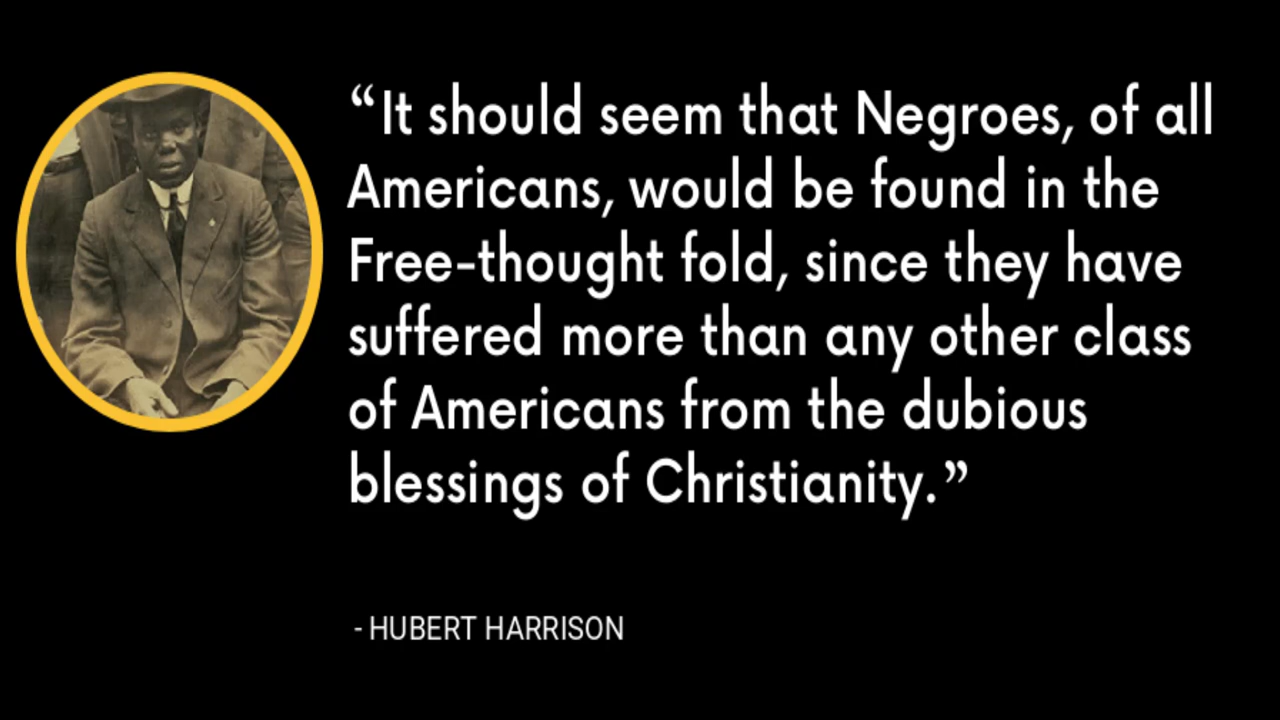 “It should seem that Negroes, of all
Americans, would be found in the
Free-thought fold, since they have
suffered more than any other class
of Americans from the dubious
blessings of Christianity.”
- HUBERT HARRISON